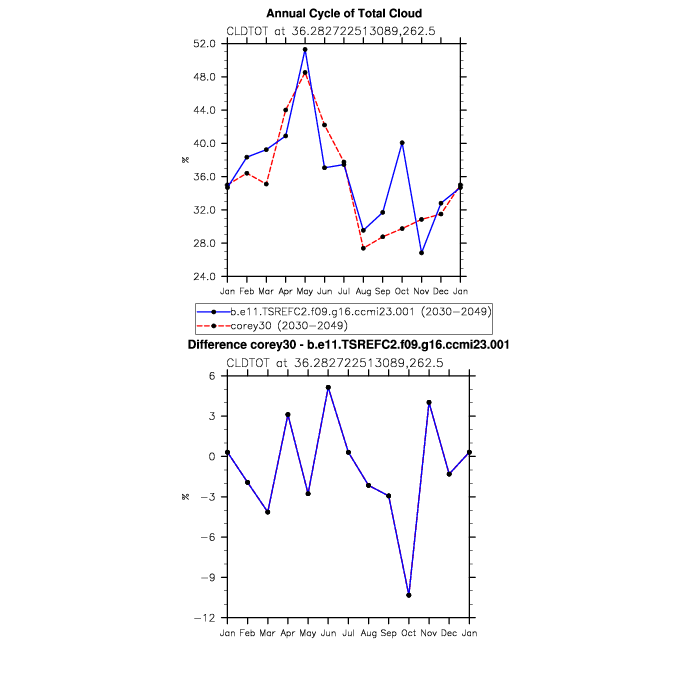 Annual Cycle of Total Cloud
CLDTOT at 36.282722513089,262.5
52.0
48.0
44.0
40.0
36.0
32.0
28.0
24.0
%
Jan Feb Mar Apr May Jun Jul Aug Sep Oct Nov Dec Jan
b.e11.TSREFC2.f09.g16.ccmi23.001 (2030-2049)
corey30 (2030-2049)
Difference corey30 - b.e11.TSREFC2.f09.g16.ccmi23.001
CLDTOT at 36.282722513089,262.5
6
3
0
-3
-6
-9
-12
%
Jan Feb Mar Apr May Jun Jul Aug Sep Oct Nov Dec Jan